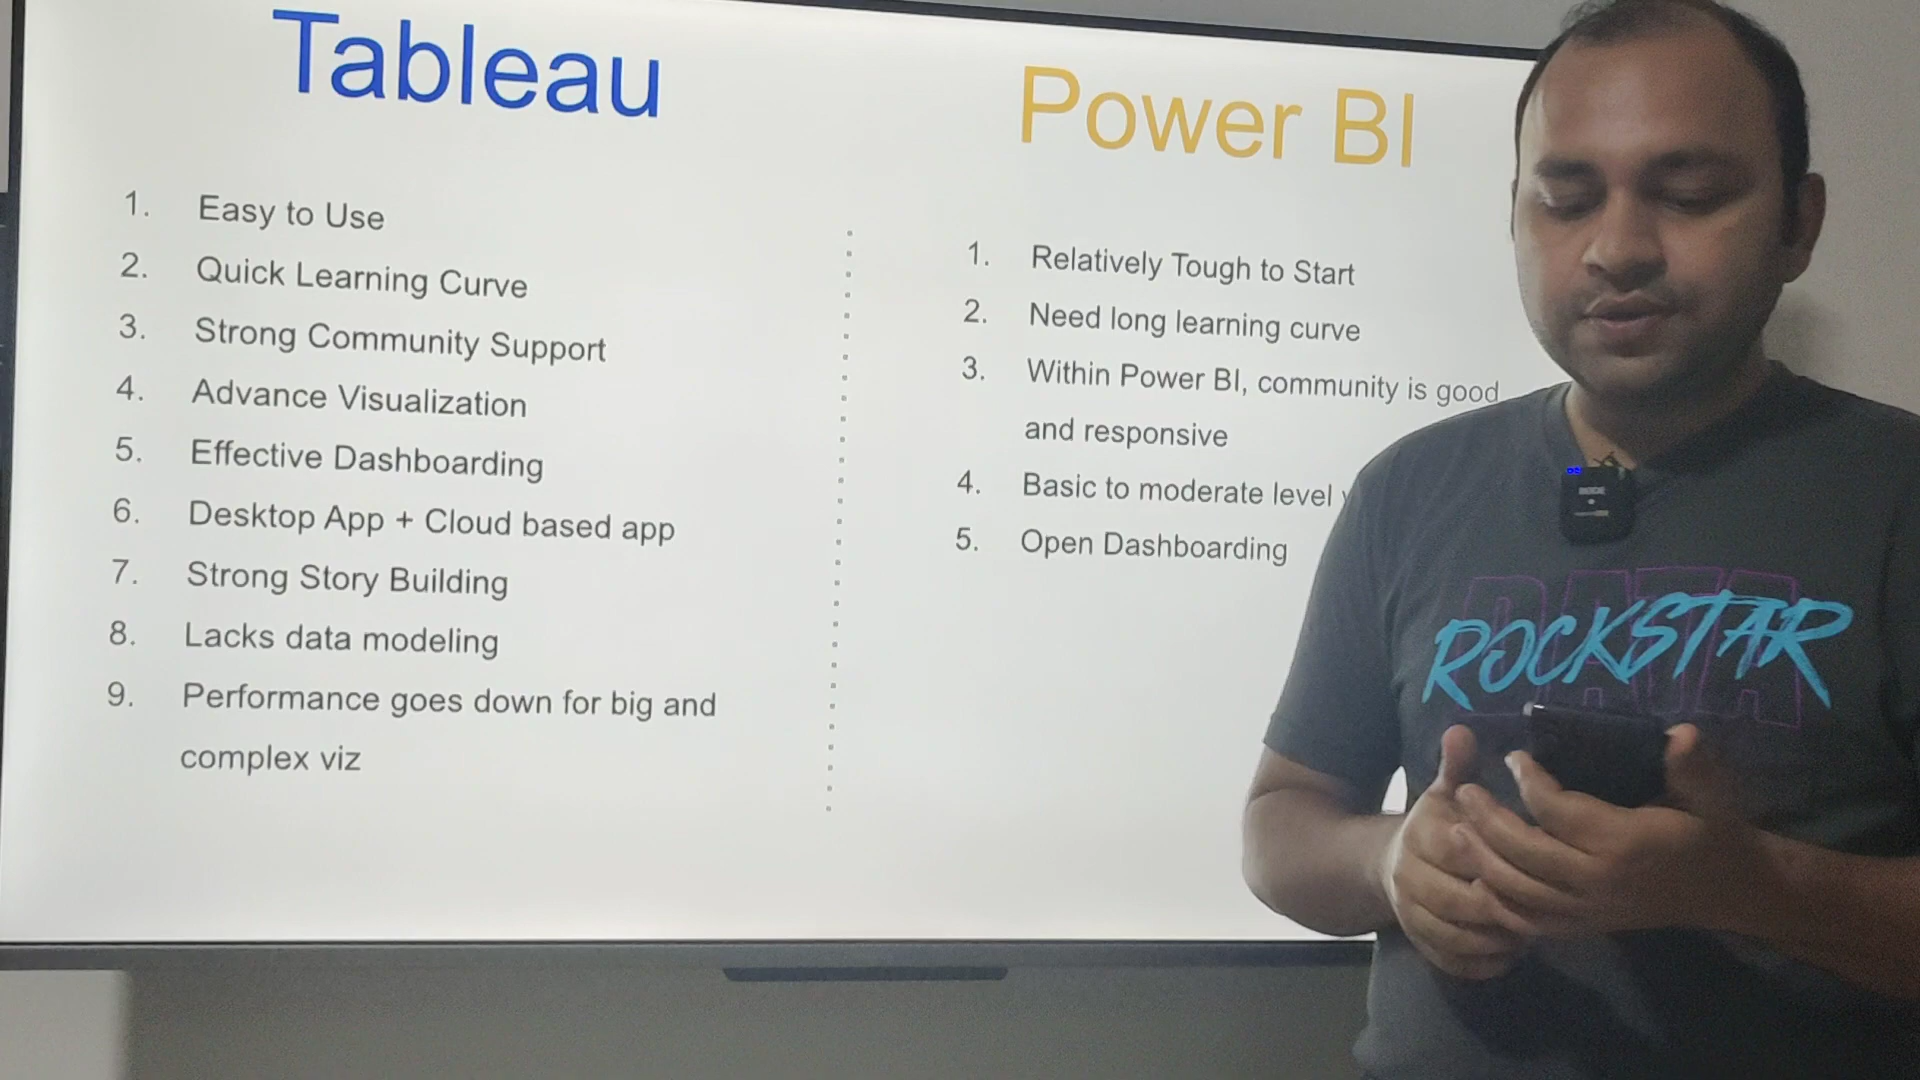 Tableau
1. Easy to Use
2. Quick Learning Curve
3. Strong Community Support
4. Advance Visualization
5. Effective Dashboarding
6. Desktop App + Cloud based app
7. Strong Story Building
8. Lacks data modeling
9. Performance goes down for big and
complex viz
Power BI
1. Relatively Tough to Start
2. Need long learning curve
3. Within Power BI, community is good
and responsive
4. Basic to moderate level
5. Open Dashboarding
RODE
DATA
ROCKSTAR